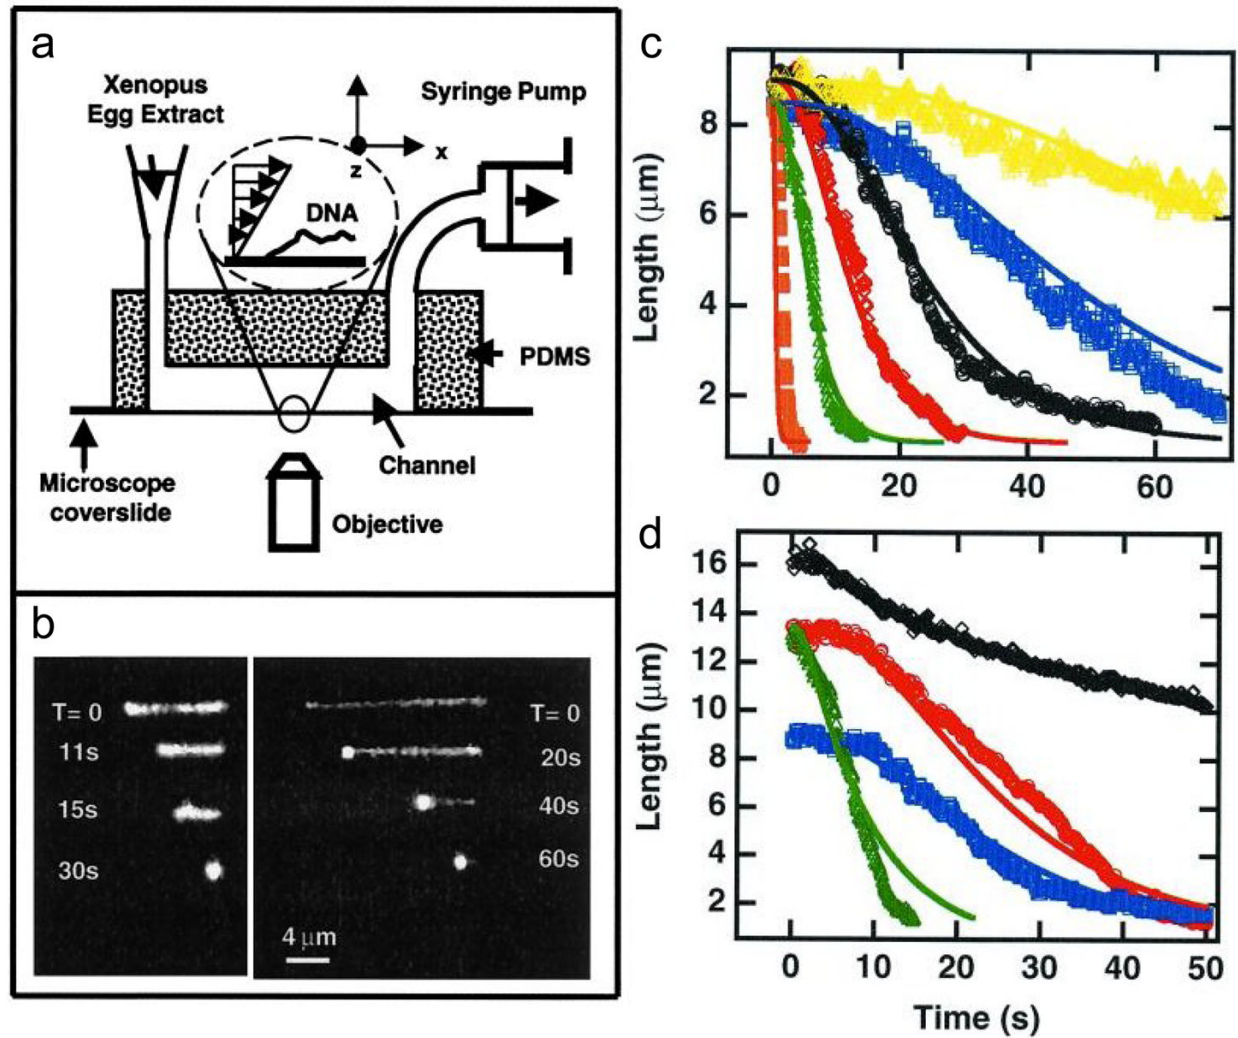 a
Xenopus
Egg Extract
Syringe Pump
x
z
DNA
PDMS
Channel
Microscope
coverslide
Objective
b
T= 0
11s
15s
30s
T= 0
20s
40s
60s
4 μm
c
Length (μm)
8
6
4
2
0 20 40 60
d
Length (μm)
16
14
12
10
8
6
4
2
0 10 20 30 40 50
Time (s)